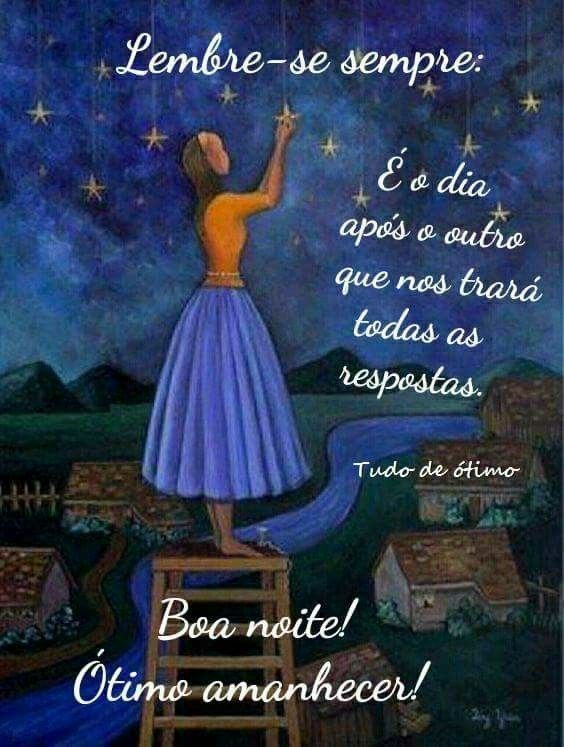 Lembre-se sempre:
É o dia
após o outro
que nos trará
todas as
respostas.
Tudo de ótimo
Boa noite!
Ótimo amanhecer!